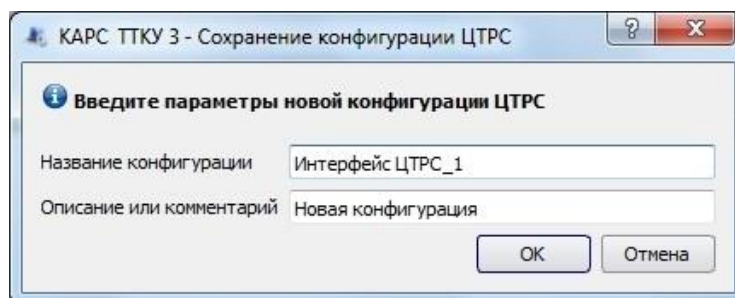 КАРС ТТКУ 3 - Сохранение конфигурации ЦТРС
Введите параметры новой конфигурации ЦТРС
Название конфигурации Интерфейс ЦТРС_1
Описание или комментарий Новая конфигурация
ОК Отмена